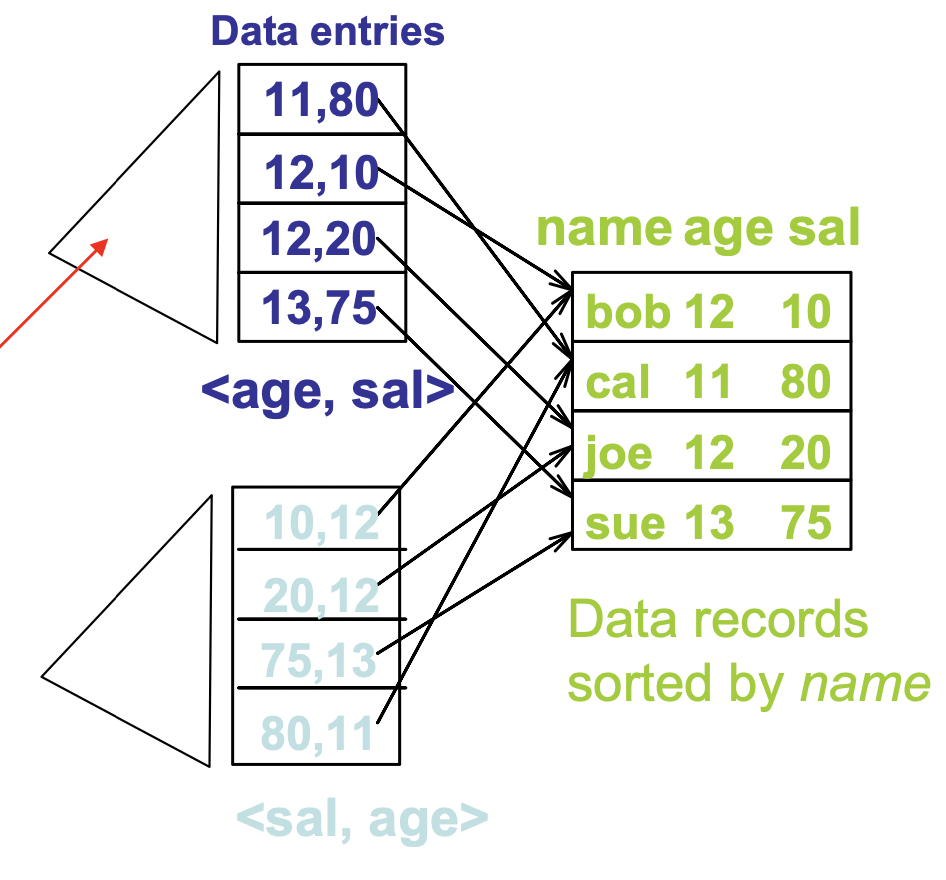 Data entries
11,80
12,10
12,20
13,75
<age, sal>
name age sal
bob 12 10
cal 11 80
joe 12 20
sue 13 75
10,12
20,12
75,13
80,11
<sal, age>
Data records
sorted by name